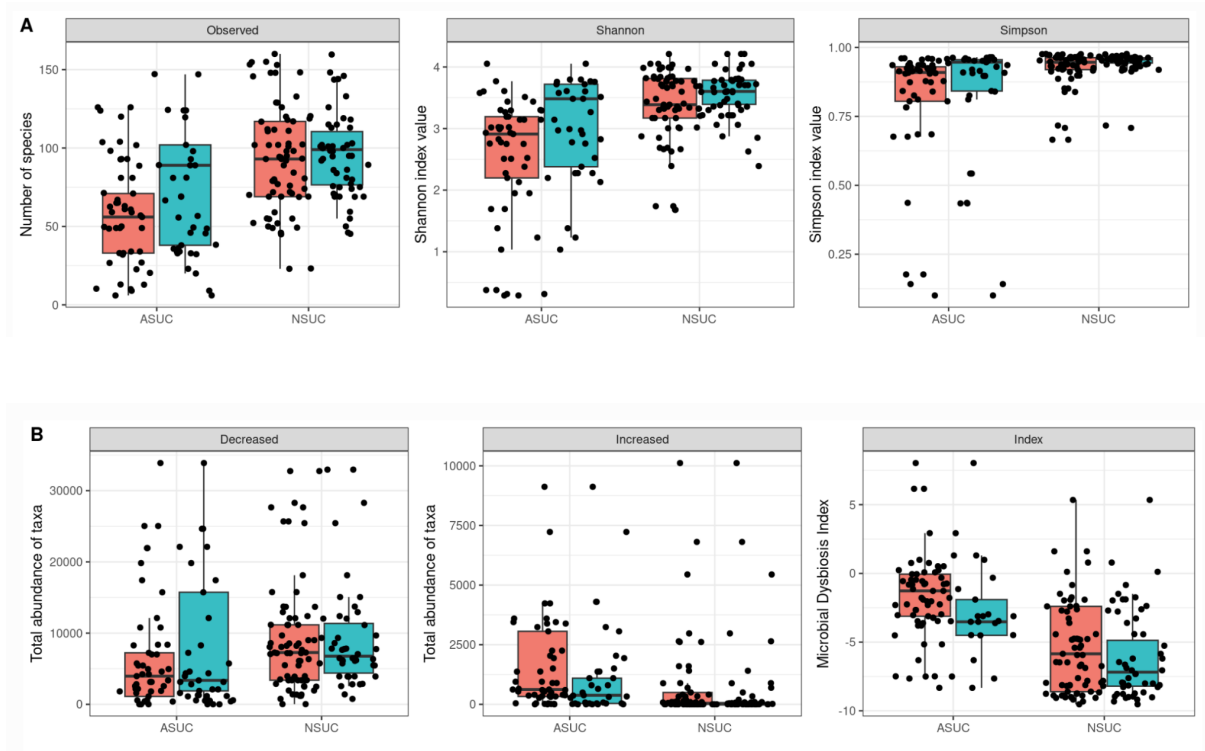 A
Observed
Number of species
150
100
50
0
ASUC NSUC
Shannon
Shannon index value
4
3
2
1
ASUC NSUC
Simpson
Simpson index value
1.00
0.75
0.50
0.25
ASUC NSUC
B
Decreased
Total abundance of taxa
30000
20000
10000
0
ASUC NSUC
Increased
Total abundance of taxa
10000
7500
5000
2500
0
ASUC NSUC
Index
Microbial Dysbiosis Index
5
0
-5
-10
ASUC NSUC